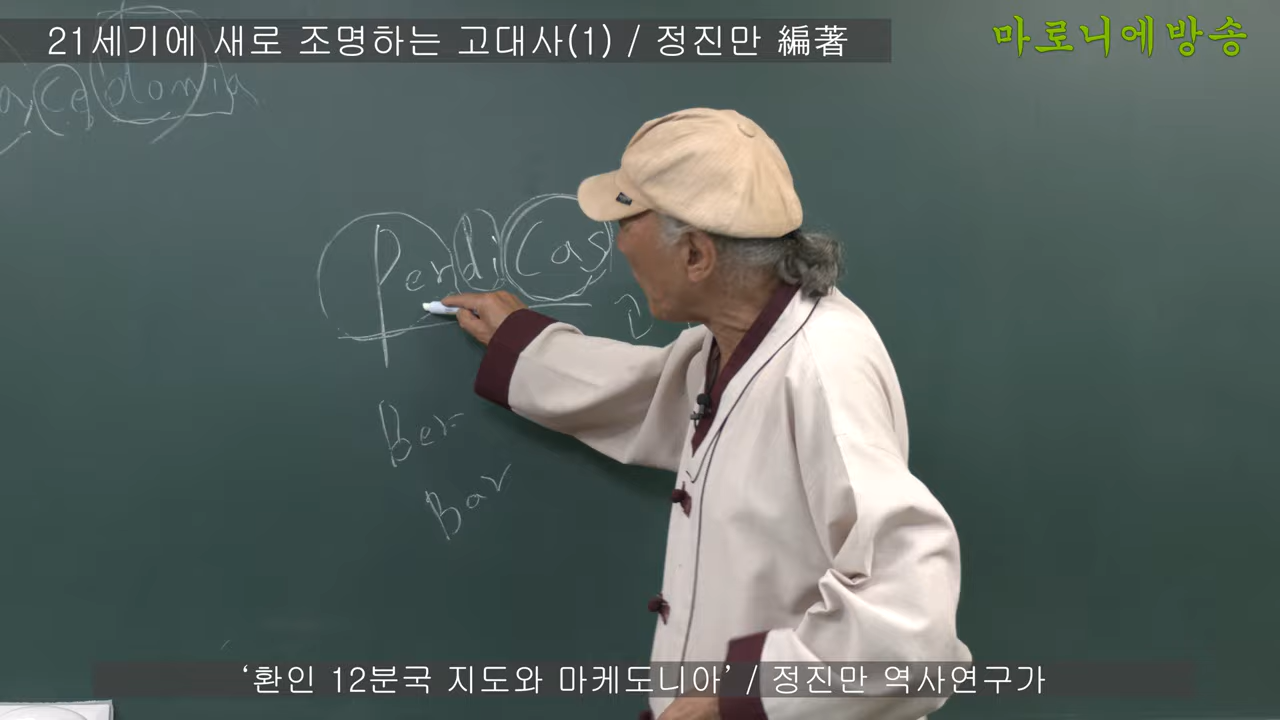 21세기에 새로 조명하는 고대사(1) / 정진만 編著
마로니에방송
acedonia
PerdiCas
D
Ber
Bar
‘환인 12분국 지도와 마케도니아’ / 정진만 역사연구가